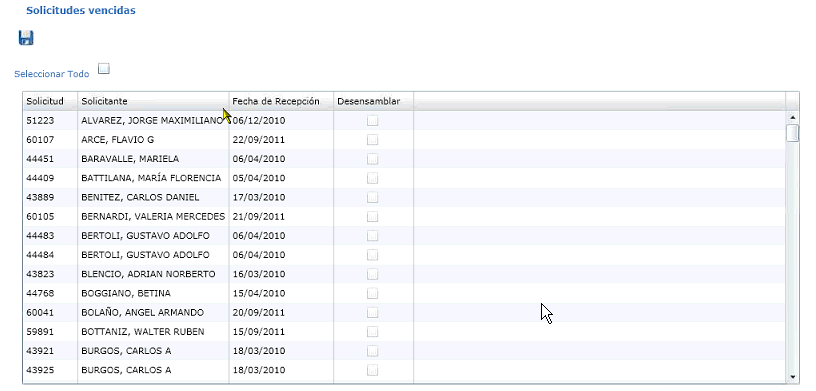 Solicitudes vencidas
Seleccionar Todo
Solicitud Solicitante Fecha de Recepción Desensamblar
51223 ALVAREZ, JORGE MAXIMILIANO 06/12/2010
60107 ARCE, FLAVIO G 22/09/2011
44451 BARAVALLE, MARIELA 06/04/2010
44409 BATTILANA, MARÍA FLORENCIA 05/04/2010
43889 BENITEZ, CARLOS DANIEL 17/03/2010
60105 BERNARDI, VALERIA MERCEDES 21/09/2011
44483 BERTOLI, GUSTAVO ADOLFO 06/04/2010
44484 BERTOLI, GUSTAVO ADOLFO 06/04/2010
43823 BLENCIO, ADRIAN NORBERTO 16/03/2010
44768 BOGGIANO, BETINA 15/04/2010
60041 BOLAÑO, ANGEL ARMANDO 20/09/2011
59891 BOTTANIZ, WALTER RUBEN 15/09/2011
43921 BURGOS, CARLOS A 18/03/2010
43925 BURGOS, CARLOS A 18/03/2010